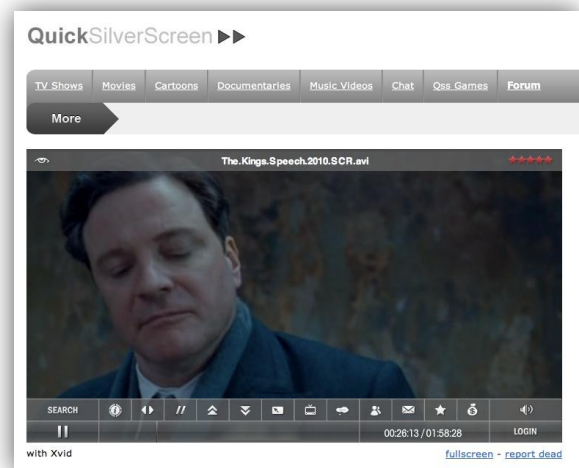 QuickSilverScreen
TV Shows Movies Cartoons Documentaries Music Videos Chat Qss Games Forum
More
The.Kings.Speech.2010.SCR.avi
SEARCH
00:26:13 / 01:58:28 LOGIN
with Xvid fullscreen - report dead